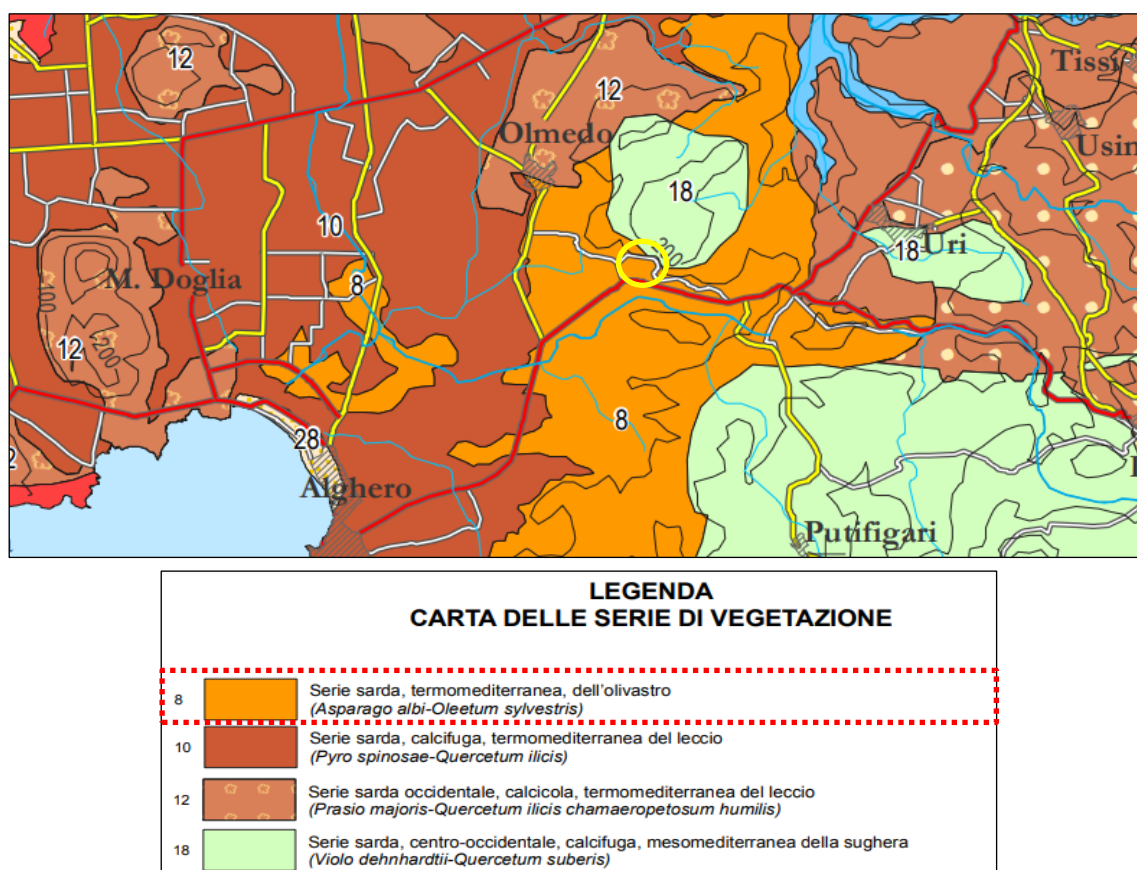 12
12
Tissi
Usin
Olmedo
18
10
200
18
Uri
M. Doglia
8
100
200
12
8
28
Alghero
Putifigari
LEGENDA
CARTA DELLE SERIE DI VEGETAZIONE
8 Serie sarda, termomediterranea, dell'olivastro
(Asparago albi-Oleetum sylvestris)
10 Serie sarda, calcifuga, termomediterranea del leccio
(Pyro spinosae-Quercetum ilicis)
12 Serie sarda occidentale, calcicola, termomediterranea del leccio
(Prasio majoris-Quercetum ilicis chamaeropetosum humilis)
18 Serie sarda, centro-occidentale, calcifuga, mesomediterranea della sughera
(Violo dehnhardtii-Quercetum suberis)